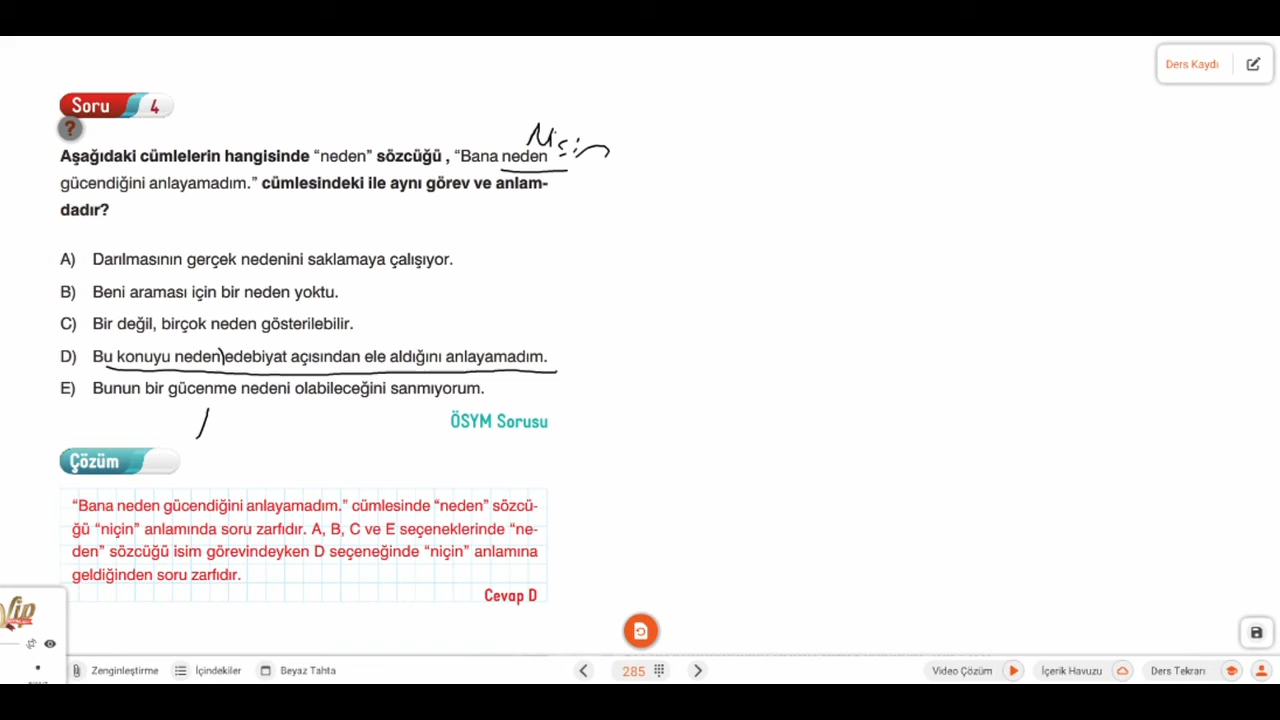 Ders Kaydı
Soru 4
?
Niçin
Aşağıdaki cümlelerin hangisinde “neden” sözcüğü , “Bana neden
gücendiğini anlayamadım.” cümlesindeki ile aynı görev ve anlam-
dadır?
A) Darılmasının gerçek nedenini saklamaya çalışıyor.
B) Beni araması için bir neden yoktu.
C) Bir değil, birçok neden gösterilebilir.
D) Bu konuyu neden edebiyat açısından ele aldığını anlayamadım.
E) Bunun bir gücenme nedeni olabileceğini sanmıyorum.
ÖSYM Sorusu
Çözüm
“Bana neden gücendiğini anlayamadım.” cümlesinde “neden” sözcü-
ğü “niçin” anlamında soru zarfıdır. A, B, C ve E seçeneklerinde “ne-
den” sözcüğü isim görevindeyken D seçeneğinde “niçin” anlamına
geldiğinden soru zarfıdır.
Cevap D
Vip
Zenginleştirme İçindekiler Beyaz Tahta 285 Video Çözüm İçerik Havuzu Ders Tekrarı